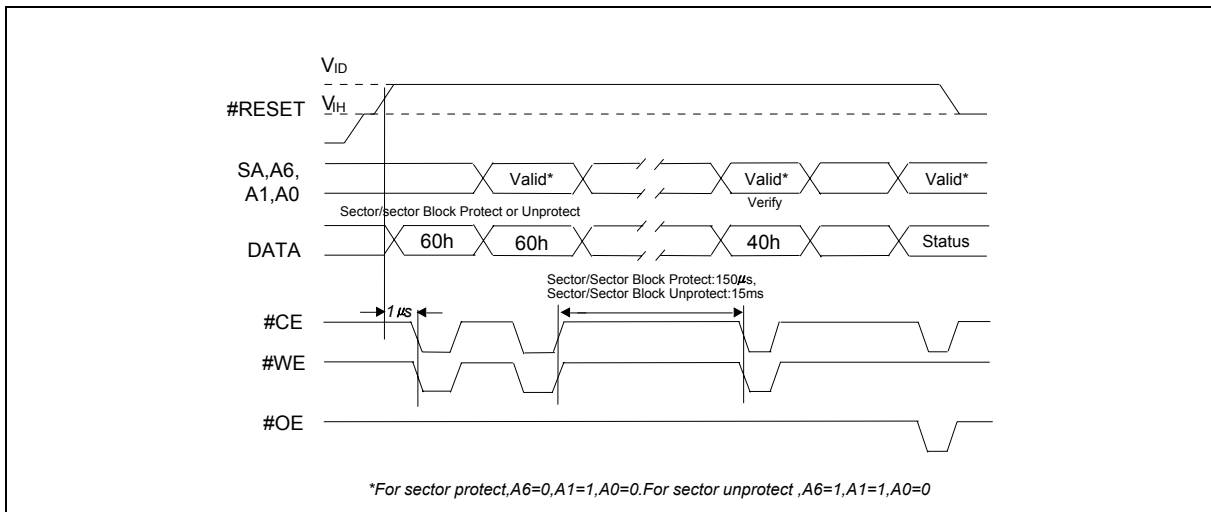 VID
VIH
#RESET
SA,A6,
A1,A0
Valid*
Valid*
Valid*
Verify
Sector/sector Block Protect or Unprotect
DATA
60h
60h
40h
Status
Sector/Sector Block Protect:150µs,
Sector/Sector Block Unprotect:15ms
1 µs
#CE
#WE
#OE
*For sector protect,A6=0,A1=1,A0=0.For sector unprotect ,A6=1,A1=1,A0=0